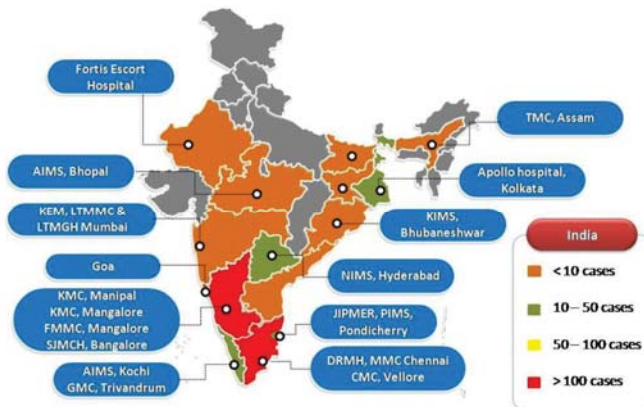 Fortis Escort
Hospital
TMC, Assam
AIMS, Bhopal
Apollo hospital,
Kolkata
KEM, LTMMC &
LTMGH Mumbai
KIMS,
Bhubaneshwar
Goa
NIMS, Hyderabad
KMC, Manipal
KMC, Mangalore
FMMC, Mangalore
SJMCH, Bangalore
JIPMER, PIMS,
Pondicherry
AIMS, Kochi
GMC, Trivandrum
DRMH, MMC Chennai
CMC, Vellore
India
<10 cases
10–50 cases
50–100 cases
>100 cases